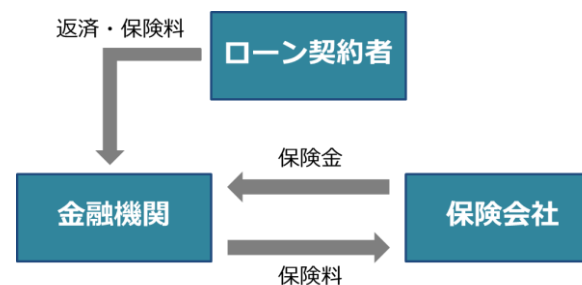 返済・保険料
ローン契約者
保険金
金融機関
保険会社
保険料